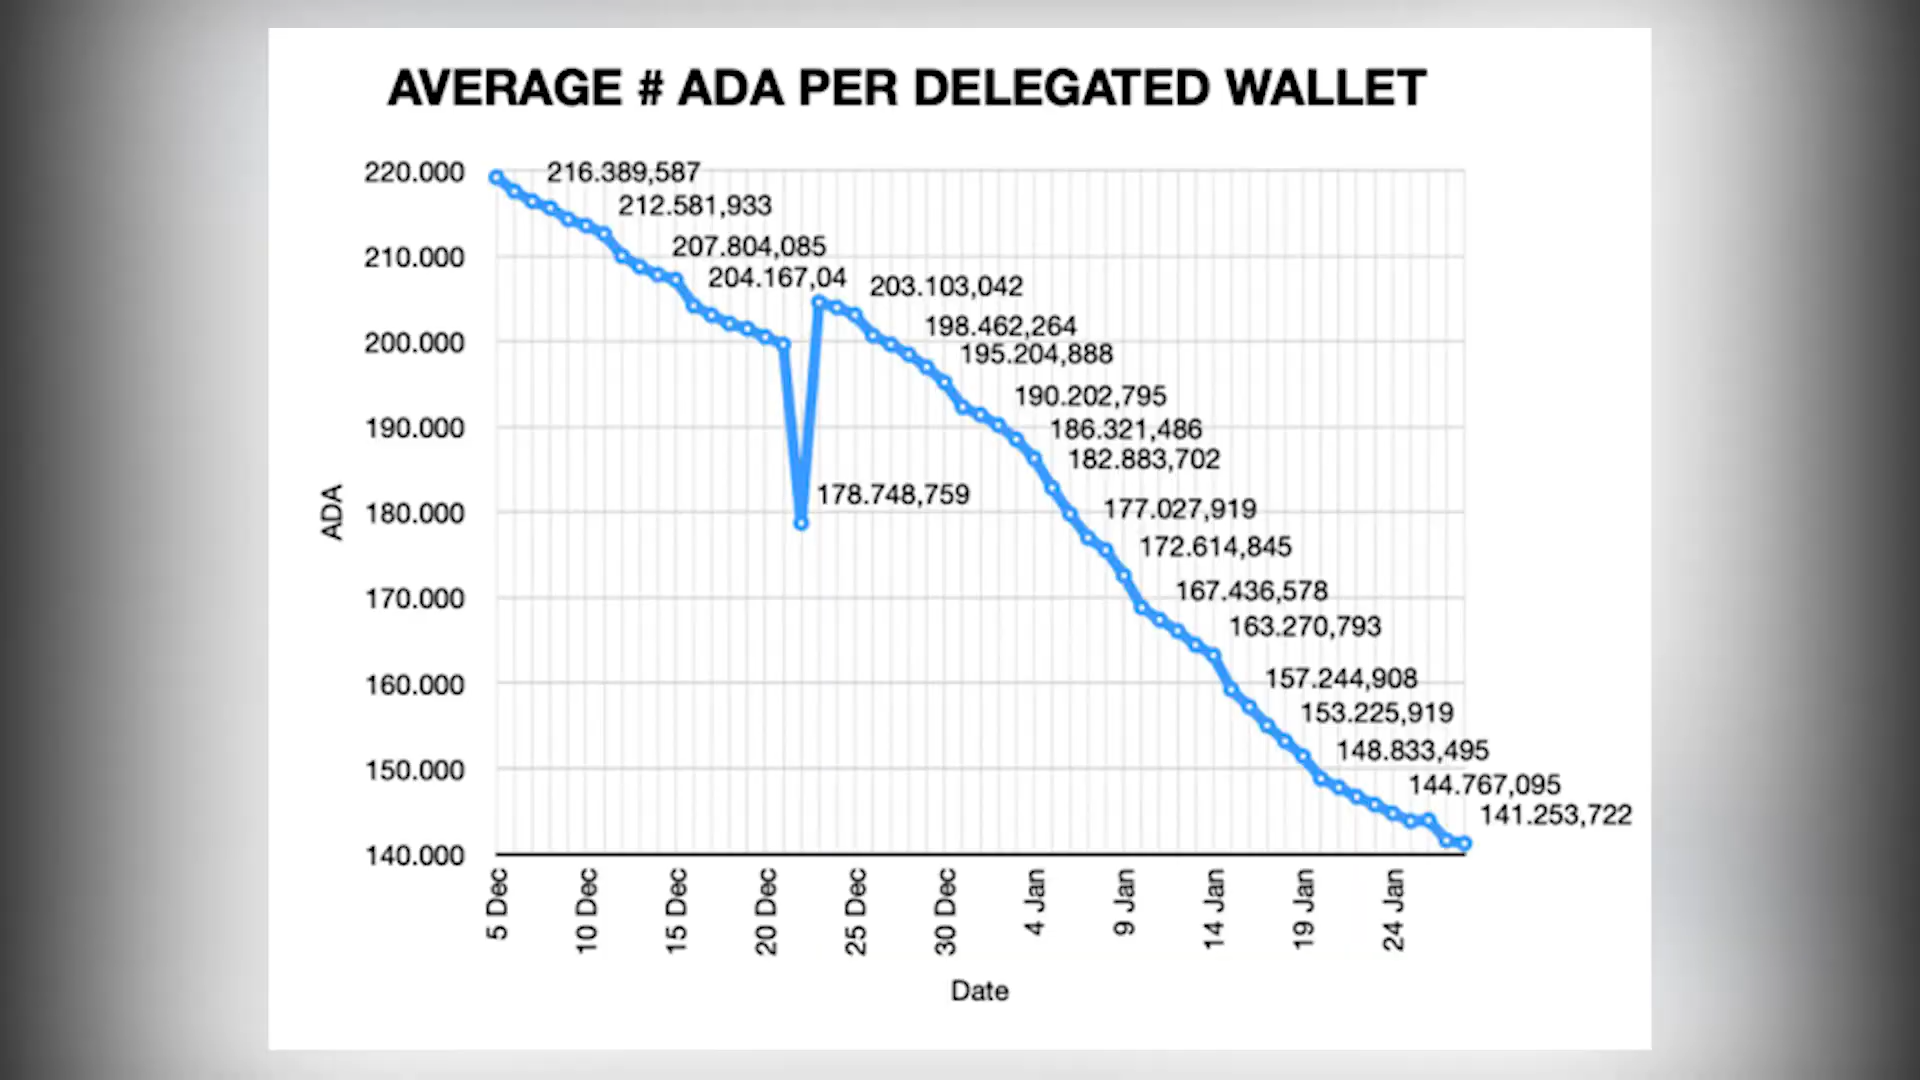 AVERAGE # ADA PER DELEGATED WALLET
220.000
210.000
200.000
190.000
180.000
170.000
160.000
150.000
140.000
ADA
216.389,587
212.581,933
207.804,085
204.167,04
203.103,042
198.462,264
195.204,888
190.202,795
186.321,486
182.883,702
178.748,759
177.027,919
172.614,845
167.436,578
163.270,793
157.244,908
153.225,919
148.833,495
144.767,095
141.253,722
5 Dec
10 Dec
15 Dec
20 Dec
25 Dec
30 Dec
4 Jan
9 Jan
14 Jan
19 Jan
24 Jan
Date